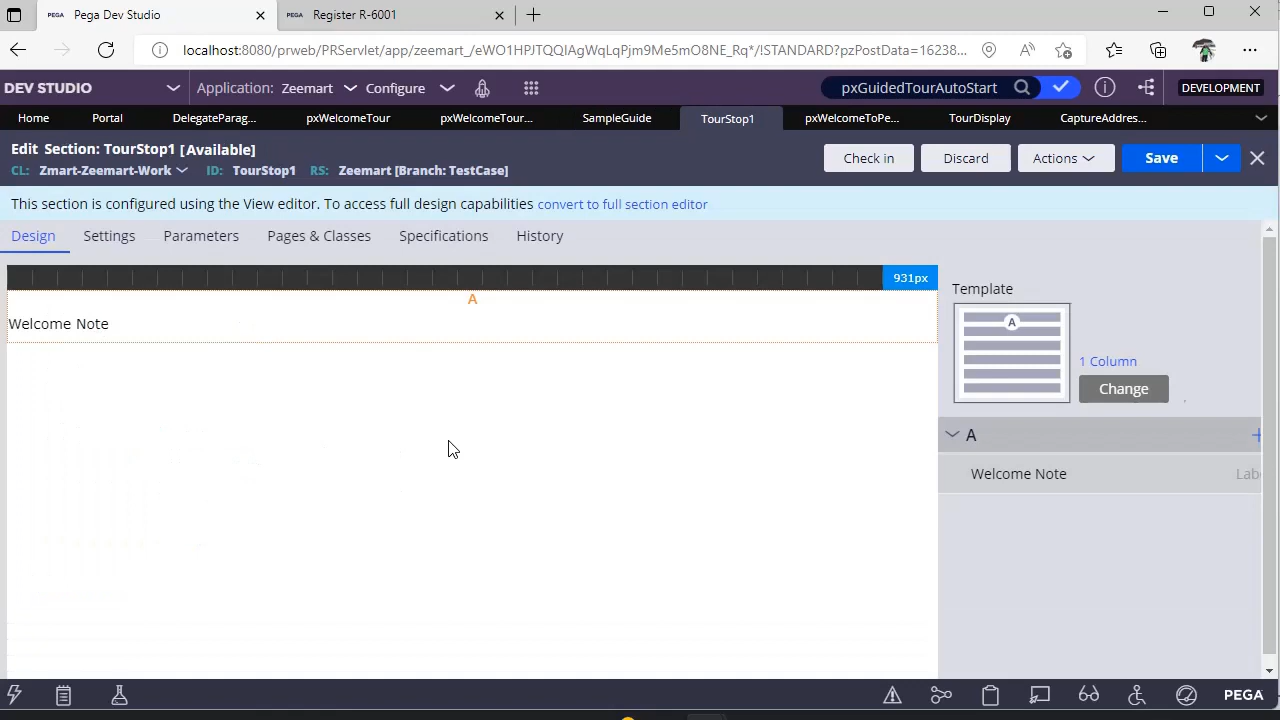 PEGA Pega Dev Studio PEGA Register R-6001
localhost:8080/prweb/PRServlet/app/zeemart_/eWO1HPJTQQIAgWqLqPjm9Me5mO8NE_Rq*/!STANDARD?pzPostData=16238...
DEV STUDIO Application: Zeemart Configure pxGuidedTourAutoStart DEVELOPMENT
Home Portal DelegateParag... pxWelcomeTour pxWelcomeTour... SampleGuide TourStop1 pxWelcomeToPe... TourDisplay CaptureAddres...
Edit Section: TourStop1 [Available]
CL: Zmart-Zeemart-Work ID: TourStop1 RS: Zeemart [Branch: TestCase]
Check in Discard Actions Save
This section is configured using the View editor. To access full design capabilities convert to full section editor
Design Settings Parameters Pages & Classes Specifications History
931px
A
Welcome Note
Template
A
1 Column
Change
A
Welcome Note Lab
PEGA